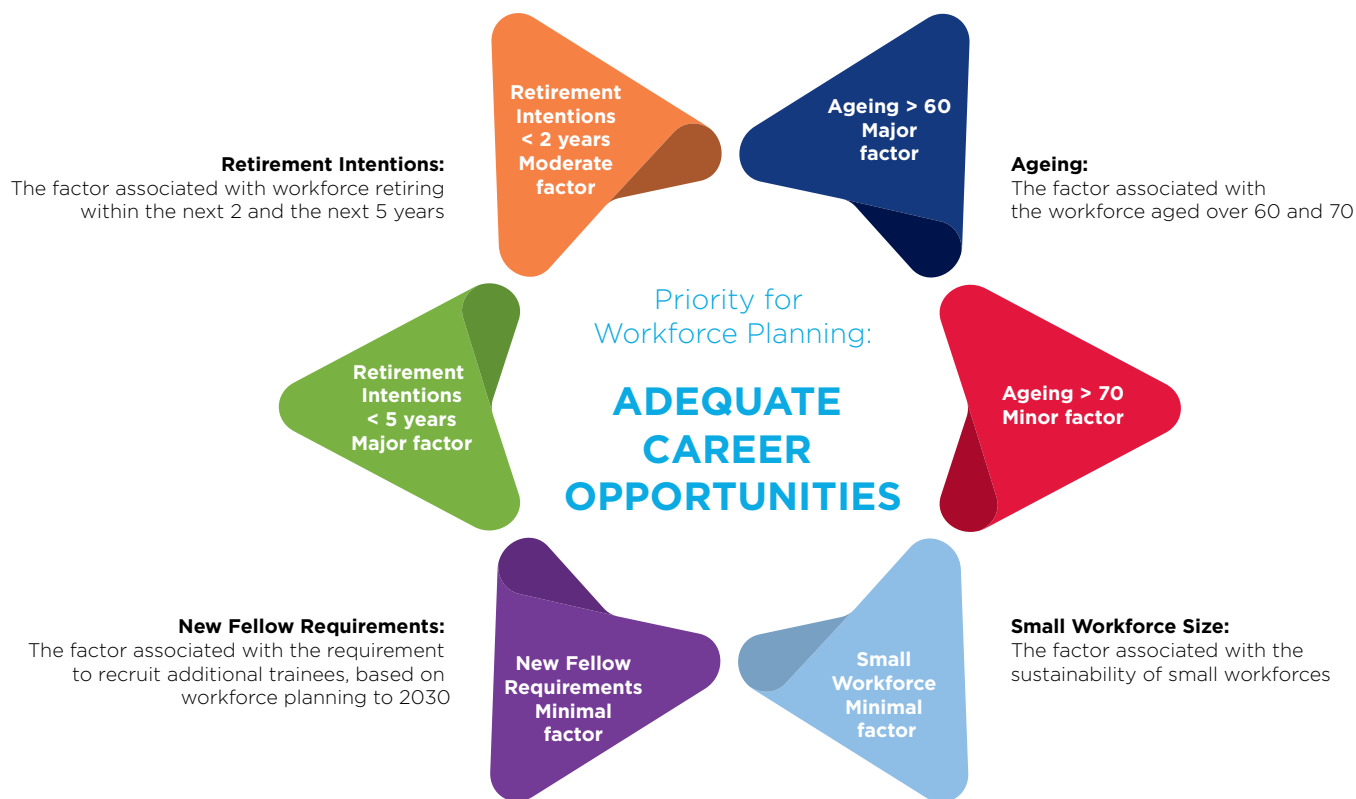 Retirement
Intentions
< 2 years
Moderate
factor
Ageing > 60
Major
factor
Retirement Intentions:
The factor associated with workforce retiring
within the next 2 and the next 5 years
Ageing:
The factor associated with
the workforce aged over 60 and 70
Priority for
Workforce Planning:
ADEQUATE
CAREER
OPPORTUNITIES
Retirement
Intentions
< 5 years
Major factor
Ageing > 70
Minor factor
New Fellow Requirements:
The factor associated with the requirement
to recruit additional trainees, based on
workforce planning to 2030
New Fellow
Requirements
Minimal
factor
Small
Workforce
Minimal
factor
Small Workforce Size:
The factor associated with the
sustainability of small workforces